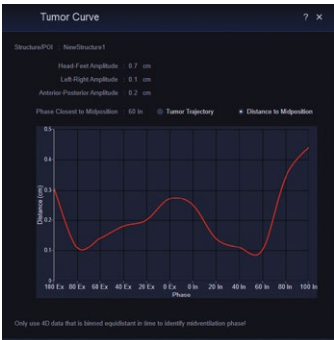 Tumor Curve ? ×
Structure/POI : NewStructure1
Head-Feet Amplitude : 0.7 cm
Left-Right Amplitude : 0.1 cm
Anterior-Posterior Amplitude : 0.2 cm
Phase Closest to Midposition : 60 In Tumor Trajectory Distance to Midposition
0.5
0.4
0.3
0.2
0.1
0
Distance (cm)
100 Ex 80 Ex 60 Ex 40 Ex 20 Ex 0 Ex 0 In 20 In 40 In 60 In 80 In 100 In
Phase
Only use 4D data that is binned equidistant in time to identify midventilation phase!